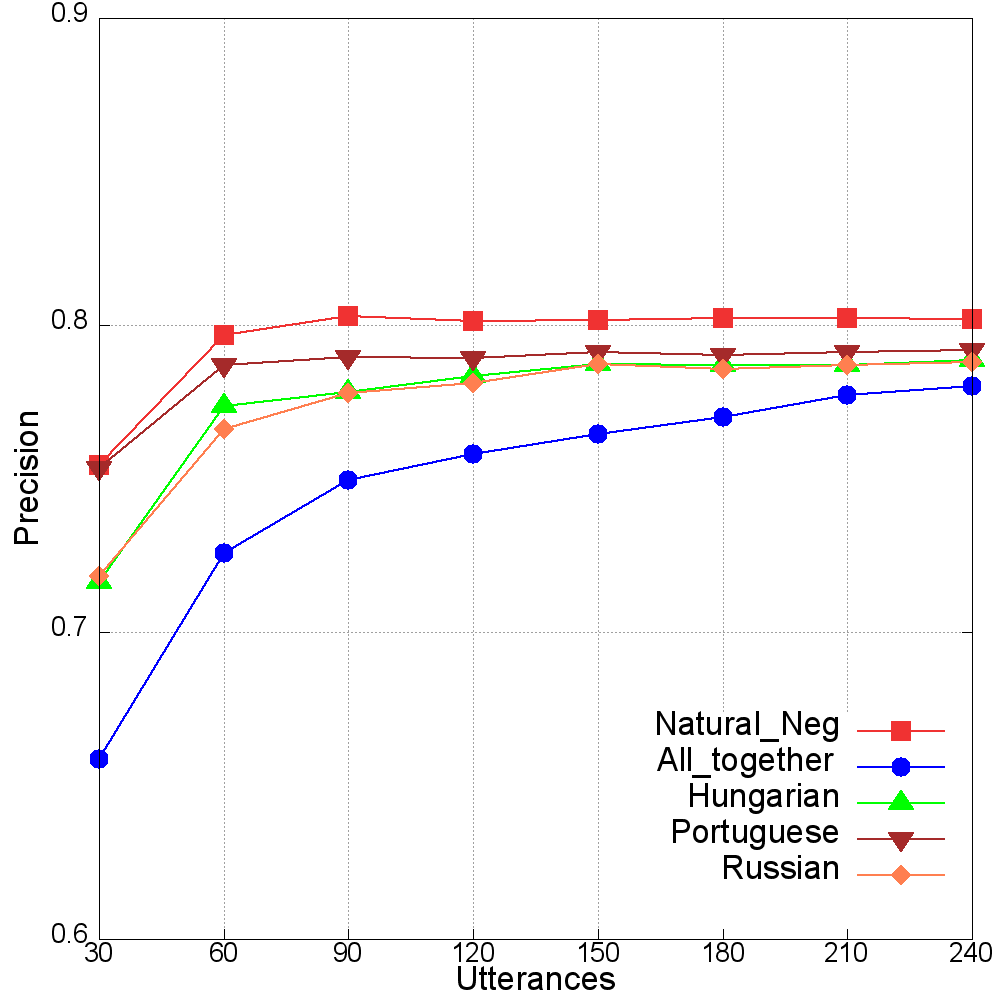 0.9
0.8
0.7
0.6
Precision
Natural_Neg
All_together
Hungarian
Portuguese
Russian
30 60 90 120 150 180 210 240
Utterances